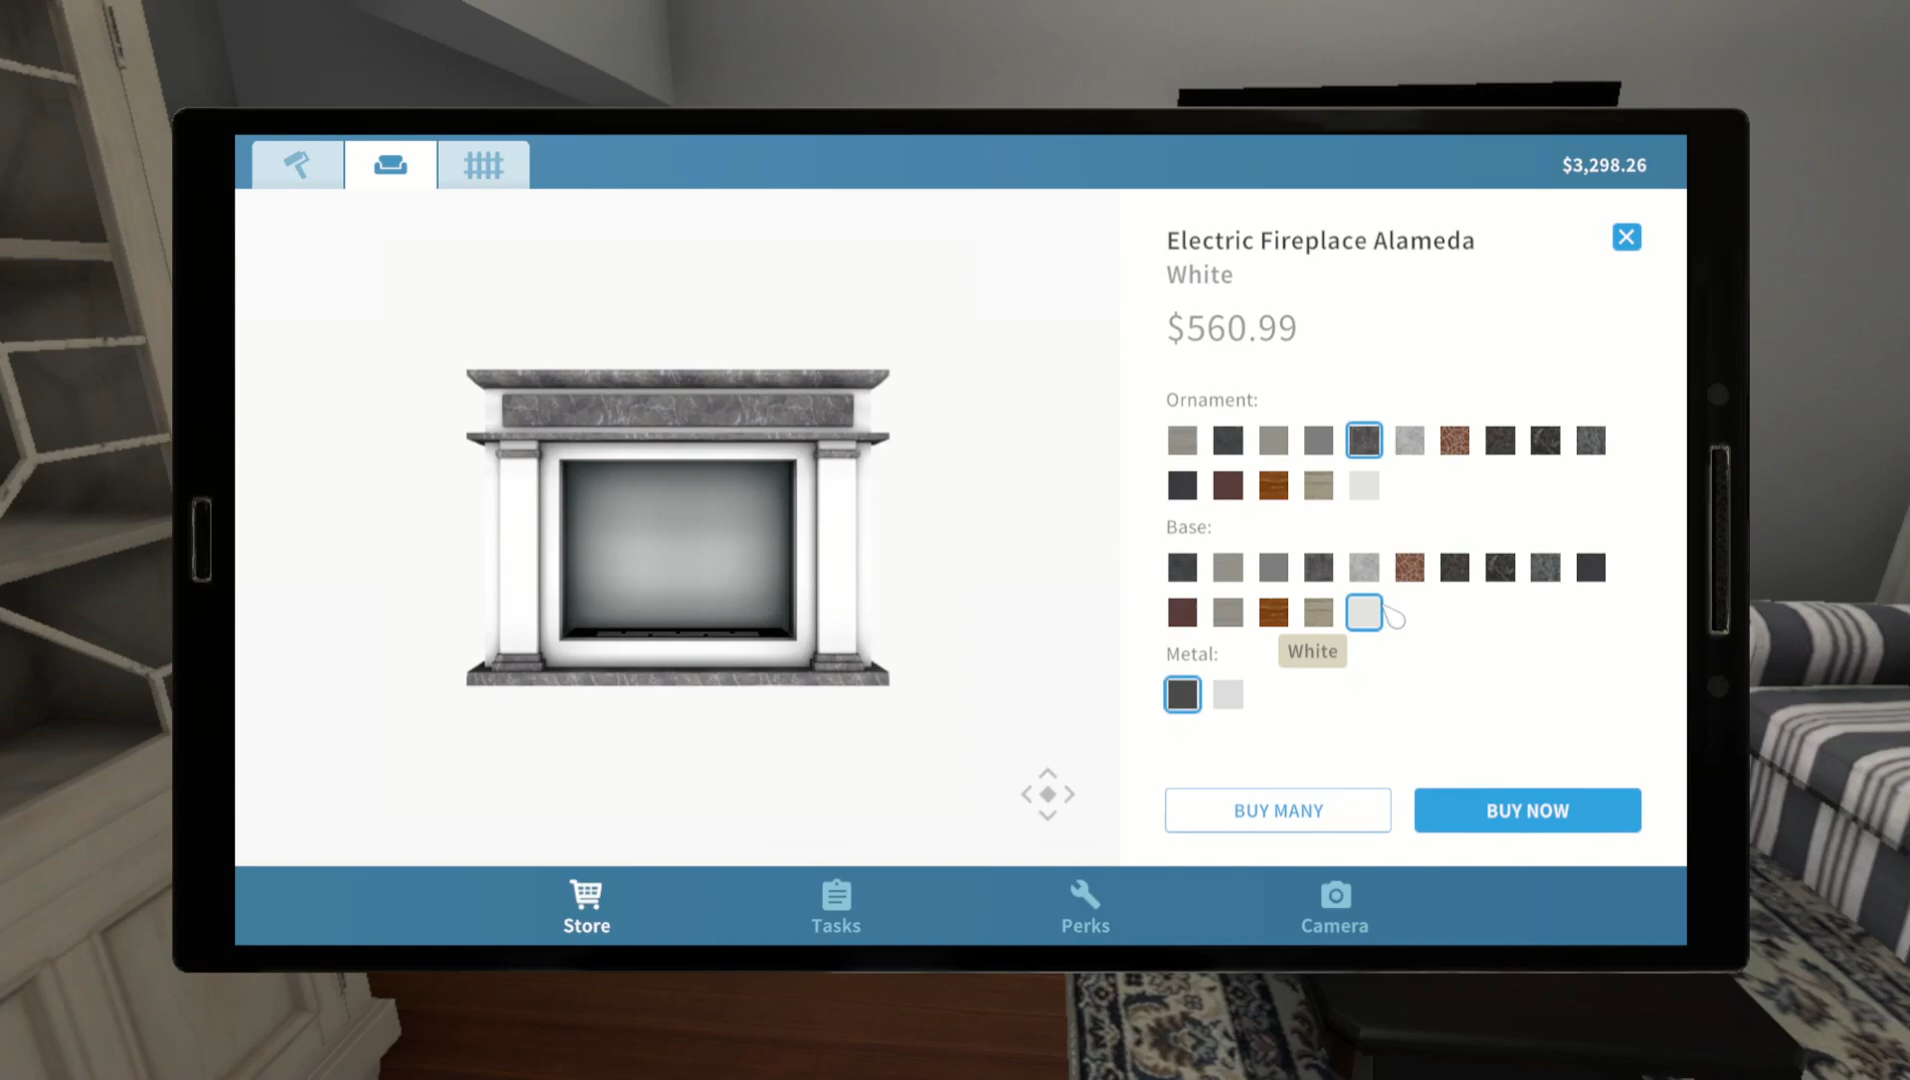 $3,298.26
Electric Fireplace Alameda
White
$560.99
Ornament:
Base:
White
Metal:
BUY MANY
BUY NOW
Store
Tasks
Perks
Camera